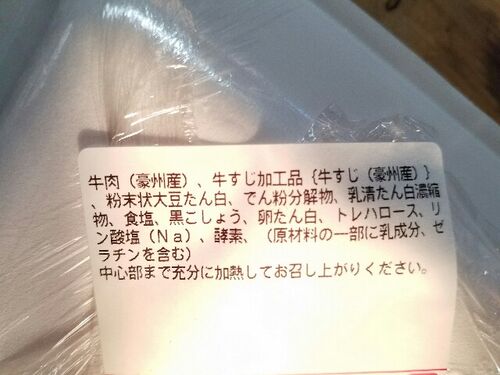 牛肉（豪州産）、牛すじ加工品｛牛すじ（豪州産）｝
、粉末状大豆たん白、でん粉分解物、乳清たん白濃縮
物、食塩、黒こしょう、卵たん白、トレハロース、リ
ン酸塩（Ｎａ）、酵素、（原材料の一部に乳成分、ゼ
ラチンを含む）
中心部まで充分に加熱してお召し上がりください。